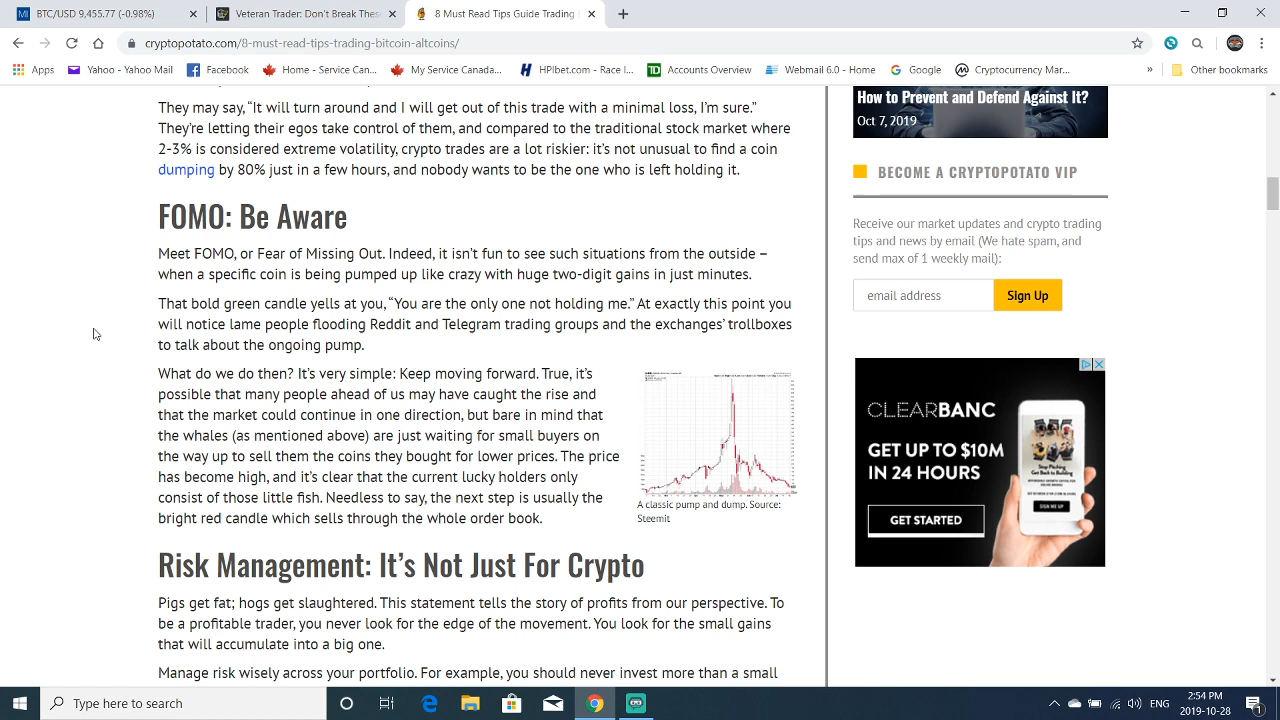 BTC/USD 9,455.77 (-0.98%)
Veteran Trader: Don't Break These
8 Must Read Tips Guide Trading
cryptopotato.com/8-must-read-tips-trading-bitcoin-altcoins/
Apps
Yahoo - Yahoo Mail
Facebook
Home - Service Cana...
My Service Canada...
HPIbet.com - Race I...
Accounts Overview
Webmail 6.0 - Home
Google
Cryptocurrency Mar...
»
Other bookmarks
They may say, “It will turn around and I will get out of this trade with a minimal loss, I’m sure.”
They’re letting their egos take control of them, and compared to the traditional stock market where
2-3% is considered extreme volatility, crypto trades are a lot riskier: it’s not unusual to find a coin
dumping by 80% just in a few hours, and nobody wants to be the one who is left holding it.
FOMO: Be Aware
Meet FOMO, or Fear of Missing Out. Indeed, it isn’t fun to see such situations from the outside –
when a specific coin is being pumped up like crazy with huge two-digit gains in just minutes.
That bold green candle yells at you, “You are the only one not holding me.” At exactly this point you
will notice lame people flooding Reddit and Telegram trading groups and the exchanges’ trollboxes
to talk about the ongoing pump.
What do we do then? It’s very simple: Keep moving forward. True, it’s
possible that many people ahead of us may have caught the rise and
that the market could continue in one direction, but bare in mind that
the whales (as mentioned above) are just waiting for small buyers on
the way up to sell them the coins they bought for lower prices. The price
has become high, and it’s clear that the current lucky holders only
consist of those little fish. Needless to say, the next step is usually the
bright red candle which sells through the whole order book.
A classic pump and dump. Source:
Steemit
Risk Management: It’s Not Just For Crypto
Pigs get fat; hogs get slaughtered. This statement tells the story of profits from our perspective. To
be a profitable trader, you never look for the edge of the movement. You look for the small gains
that will accumulate into a big one.
Manage risk wisely across your portfolio. For example, you should never invest more than a small
How to Prevent and Defend Against It?
Oct 7, 2019
BECOME A CRYPTOPOTATO VIP
Receive our market updates and crypto trading
tips and news by email (We hate spam, and
send max of 1 weekly mail):
email address
Sign Up
CLEARBANC
GET UP TO $10M
IN 24 HOURS
GET STARTED
Stop Pitching
Get Back to Building
SIGN ME UP
Type here to search
ENG
2:54 PM
2019-10-28